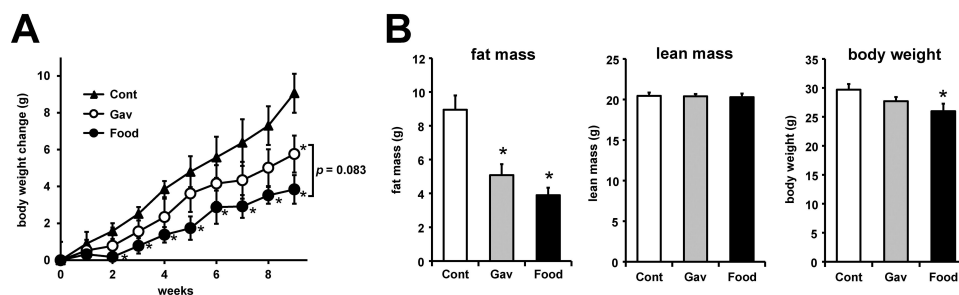 A
body weight change (g)
10
8
6
4
2
0
Cont
Gav
Food
*
*
*
*
*
*
*
*
*
p = 0.083
0
2
4
6
8
weeks
B
fat mass
fat mass (g)
12
10
8
6
4
2
0
*
*
Cont
Gav
Food
lean mass
lean mass (g)
25
20
15
10
5
0
Cont
Gav
Food
body weight
body weight (g)
35
30
25
20
15
10
5
0
*
Cont
Gav
Food